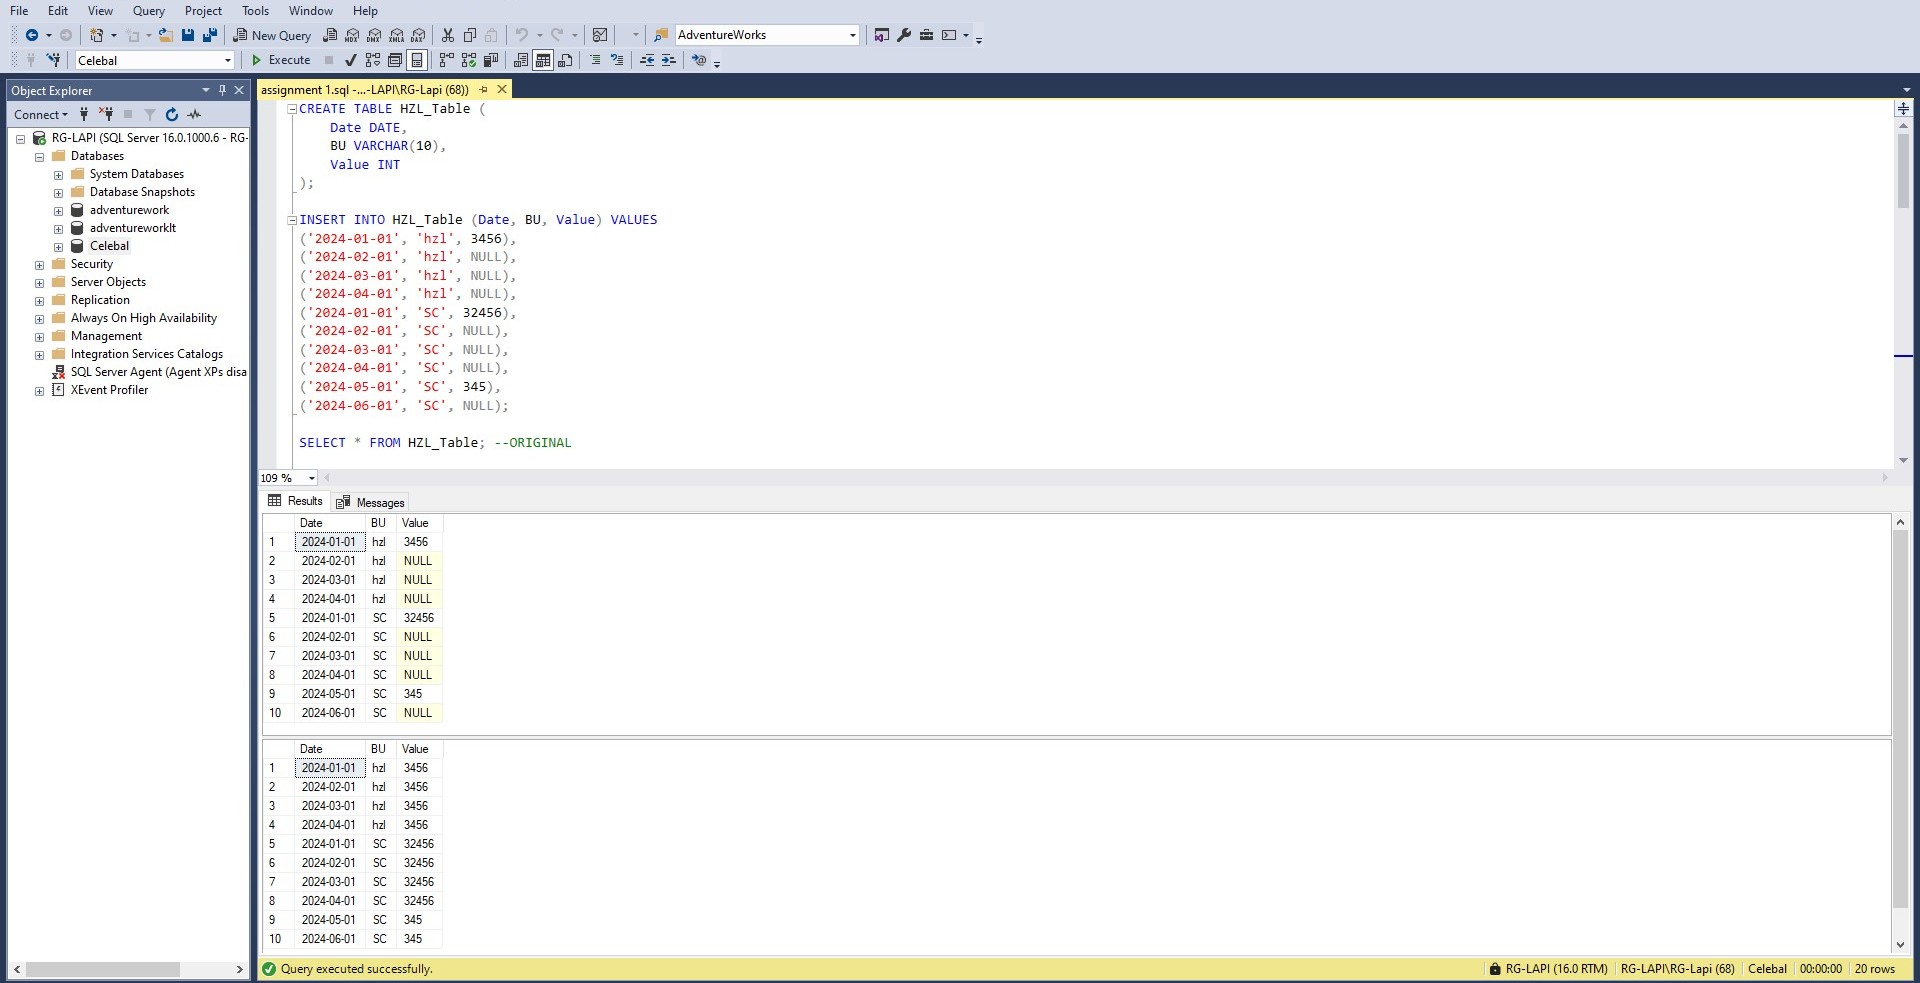 File Edit View Query Project Tools Window Help
New Query MDX DMX XMLA DAX AdventureWorks
Celebal Execute
Object Explorer
Connect
RG-LAPI (SQL Server 16.0.1000.6 - RG-
Databases
System Databases
Database Snapshots
adventurework
adventureworklt
Celebal
Security
Server Objects
Replication
Always On High Availability
Management
Integration Services Catalogs
SQL Server Agent (Agent XPs disa
XEvent Profiler
assignment 1.sql -...-LAPI\RG-Lapi (68))
CREATE TABLE HZL_Table (
Date DATE,
BU VARCHAR(10),
Value INT
);
INSERT INTO HZL_Table (Date, BU, Value) VALUES
('2024-01-01', 'hzl', 3456),
('2024-02-01', 'hzl', NULL),
('2024-03-01', 'hzl', NULL),
('2024-04-01', 'hzl', NULL),
('2024-01-01', 'SC', 32456),
('2024-02-01', 'SC', NULL),
('2024-03-01', 'SC', NULL),
('2024-04-01', 'SC', NULL),
('2024-05-01', 'SC', 345),
('2024-06-01', 'SC', NULL);
SELECT * FROM HZL_Table; --ORIGINAL
109 %
Results Messages
Date BU Value
1 2024-01-01 hzl 3456
2 2024-02-01 hzl NULL
3 2024-03-01 hzl NULL
4 2024-04-01 hzl NULL
5 2024-01-01 SC 32456
6 2024-02-01 SC NULL
7 2024-03-01 SC NULL
8 2024-04-01 SC NULL
9 2024-05-01 SC 345
10 2024-06-01 SC NULL
Date BU Value
1 2024-01-01 hzl 3456
2 2024-02-01 hzl 3456
3 2024-03-01 hzl 3456
4 2024-04-01 hzl 3456
5 2024-01-01 SC 32456
6 2024-02-01 SC 32456
7 2024-03-01 SC 32456
8 2024-04-01 SC 32456
9 2024-05-01 SC 345
10 2024-06-01 SC 345
Query executed successfully. RG-LAPI (16.0 RTM) RG-LAPI\RG-Lapi (68) Celebal 00:00:00 20 rows